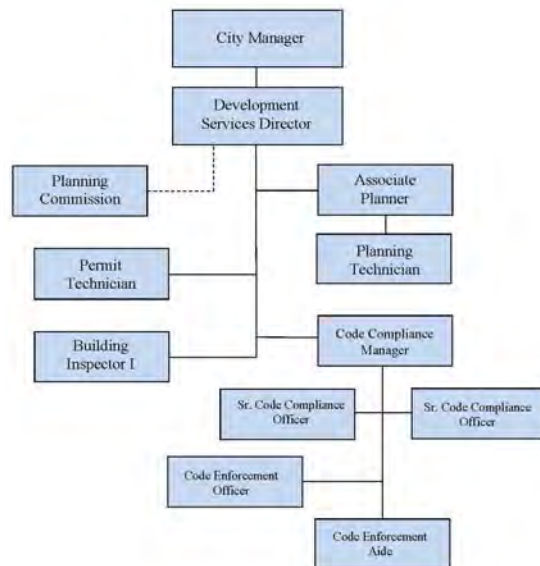 City Manager
Development
Services Director
Planning
Commission
Associate
Planner
Planning
Technician
Permit
Technician
Building
Inspector I
Code Compliance
Manager
Sr. Code Compliance
Officer
Sr. Code Compliance
Officer
Code Enforcement
Officer
Code Enforcement
Aide